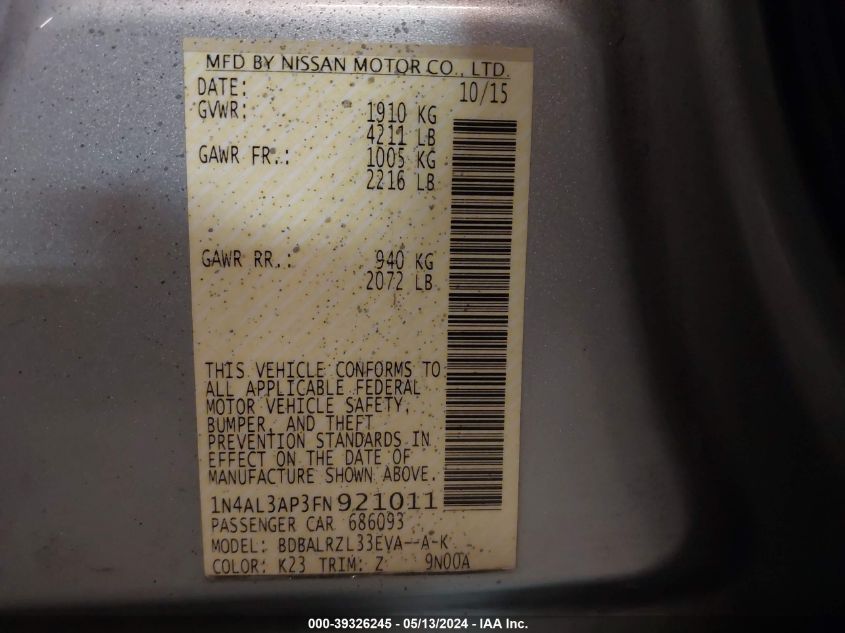 MFD BY NISSAN MOTOR CO., LTD.
DATE: 10/15
GVWR: 1910 KG
4211 LB
GAWR FR.: 1005 KG
2216 LB
GAWR RR.: 940 KG
2072 LB
THIS VEHICLE CONFORMS TO
ALL APPLICABLE FEDERAL
MOTOR VEHICLE SAFETY,
BUMPER, AND THEFT
PREVENTION STANDARDS IN
EFFECT ON THE DATE OF
MANUFACTURE SHOWN ABOVE.
1N4AL3AP3FN921011
PASSENGER CAR 686093
MODEL: BDBALRZL33EVA--A-K
COLOR: K23 TRIM: Z 9N00A
000-39326245 - 05/13/2024 - IAA Inc.